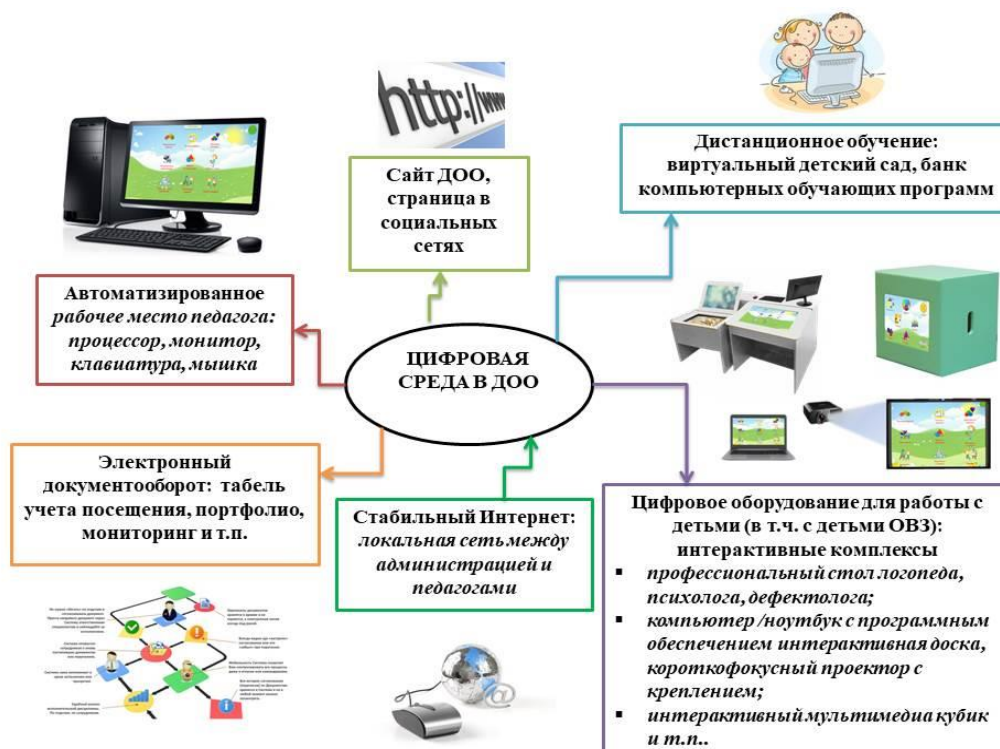 http://www
Дистанционное обучение:
виртуальный детский сад, банк
компьютерных обучающих программ
Сайт ДОО,
страница в
социальных
сетях
Автоматизированное
рабочее место педагога:
процессор, монитор,
клавиатура, мышка
ЦИФРОВАЯ
СРЕДА В ДОО
Электронный
документооборот: табель
учета посещения, портфолио,
мониторинг и т.п.
Стабильный Интернет:
локальная сеть между
администрацией и
педагогами
Цифровое оборудование для работы с
детьми (в т.ч. с детьми ОВЗ):
интерактивные комплексы
▪ профессиональный стол логопеда,
психолога, дефектолога;
▪ компьютер /ноутбук с программным
обеспечением интерактивная доска,
короткофокусный проектор с
креплением;
▪ интерактивный мультимедиа кубик
и т.п..
@